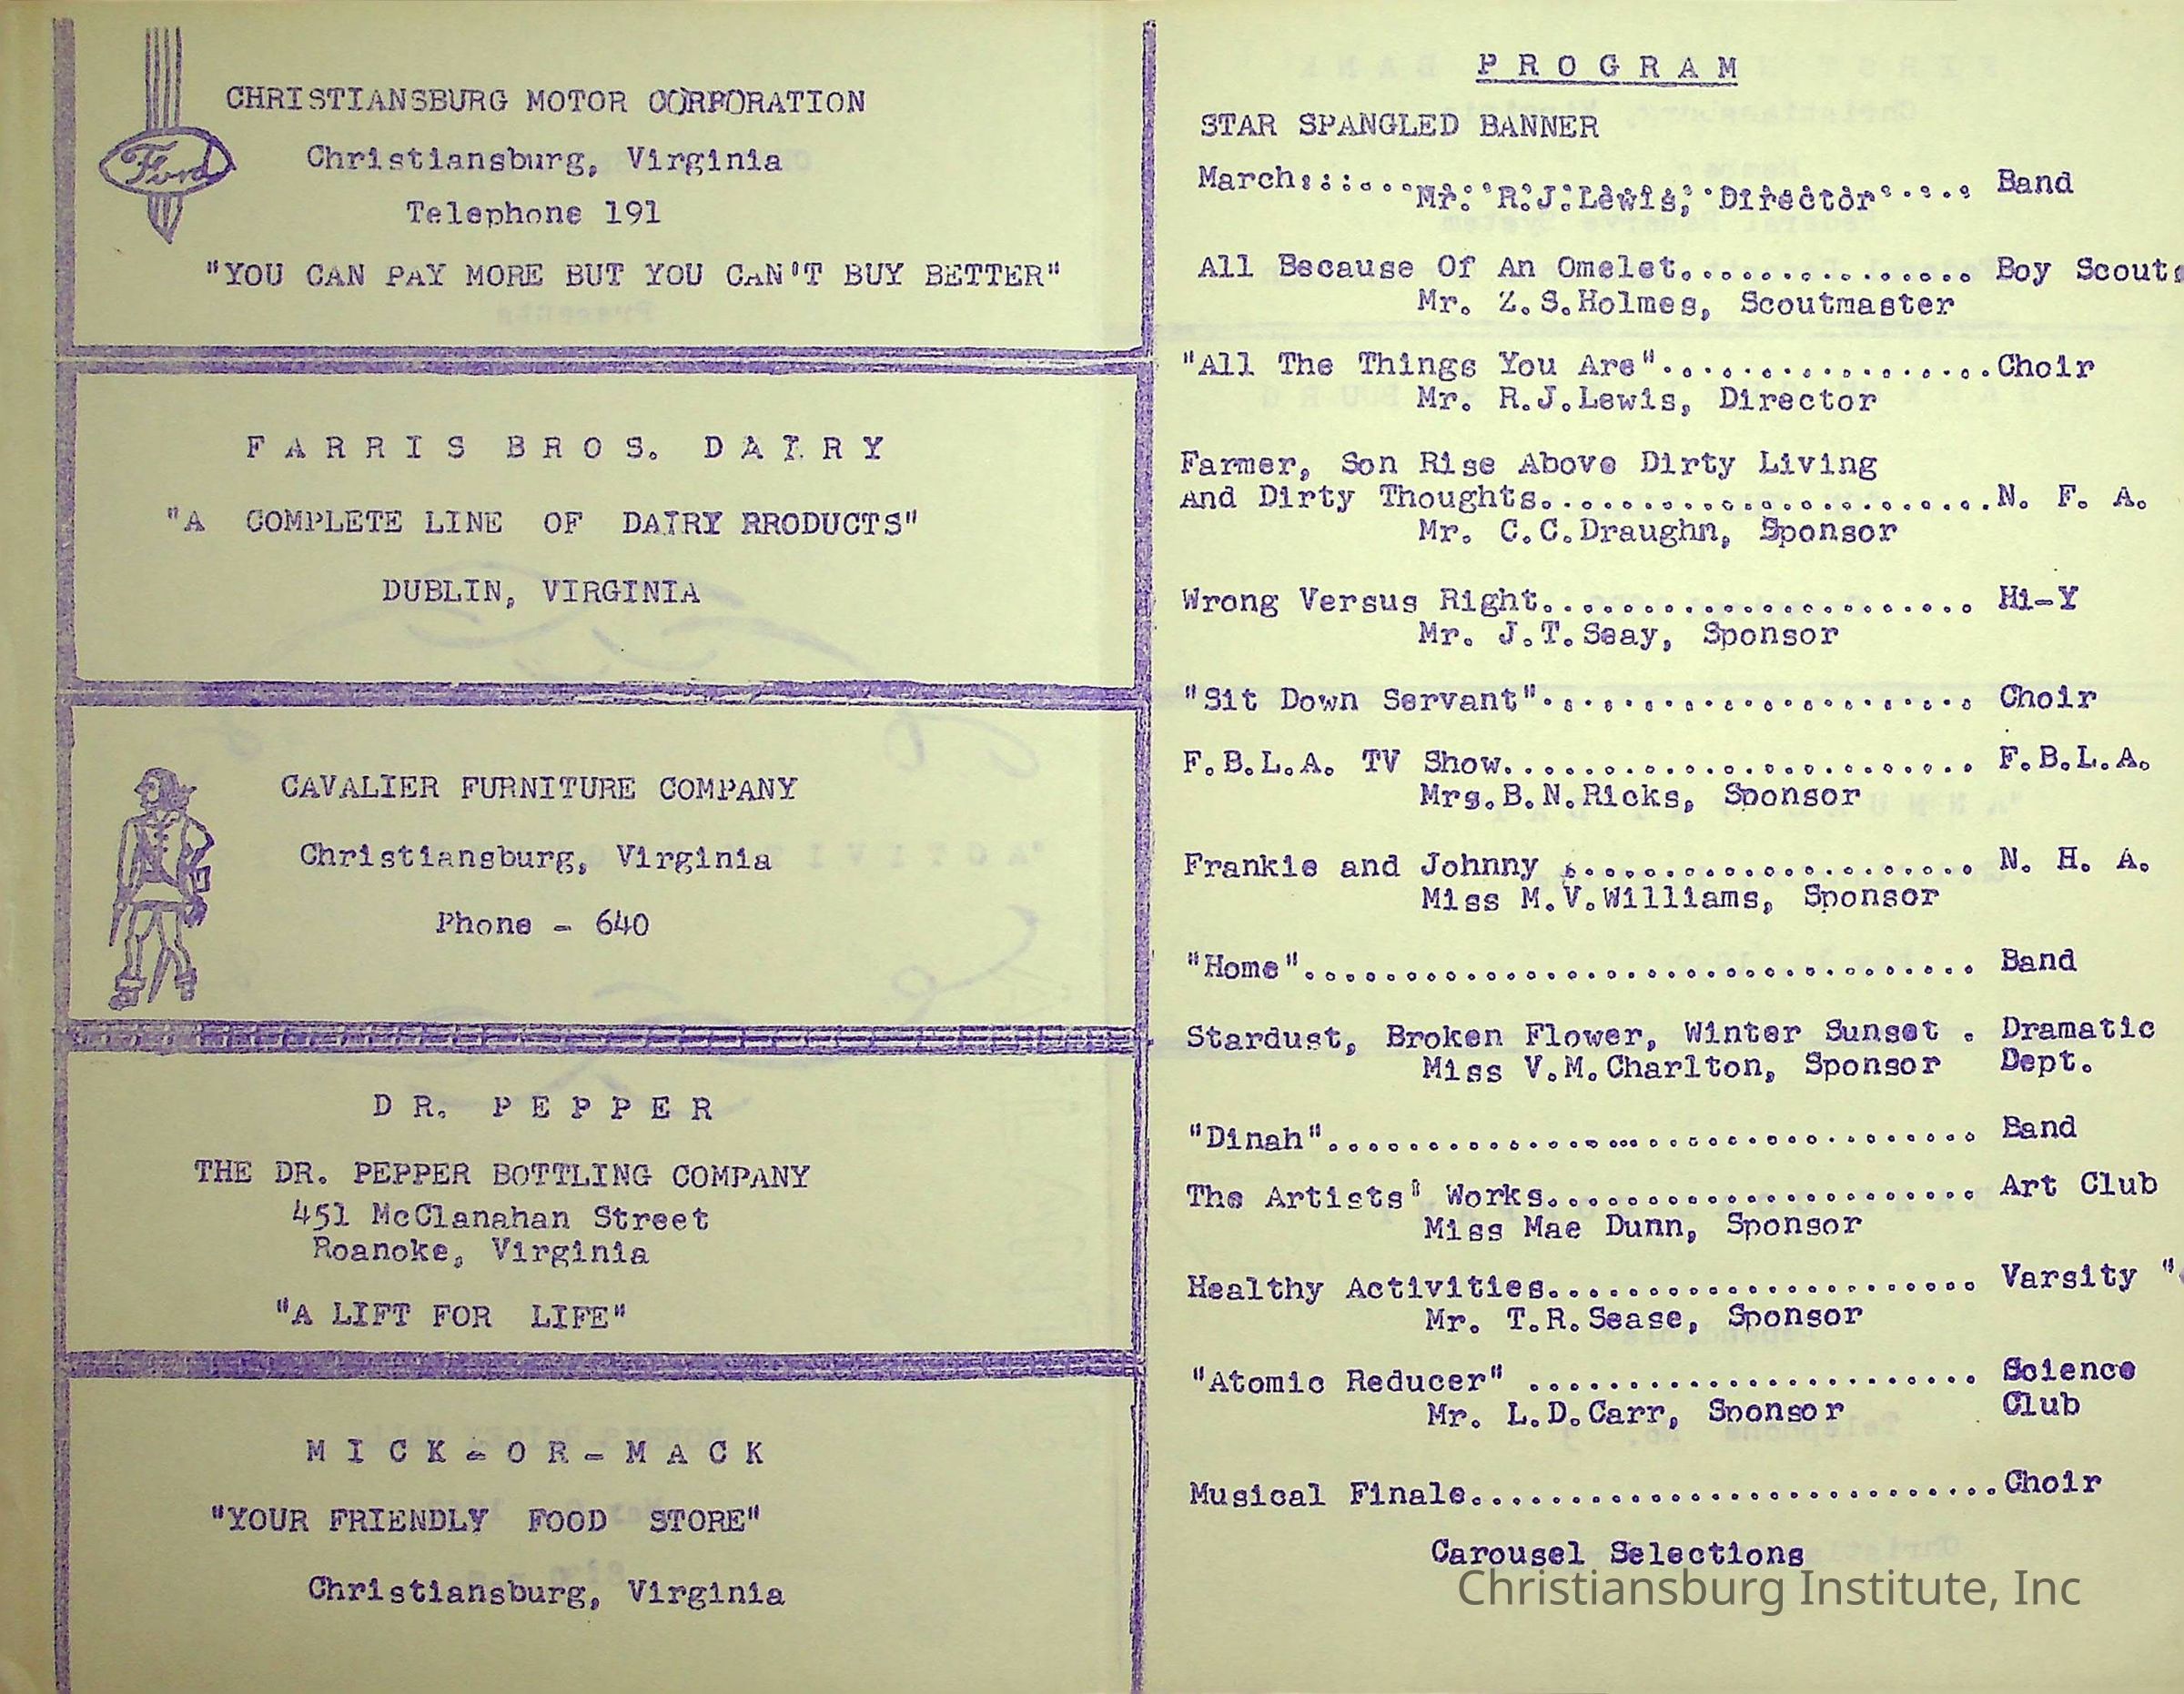 Ford
CHRISTIANSBURG MOTOR CORPORATION
Christiansburg, Virginia
Telephone 191
"YOU CAN PAY MORE BUT YOU CAN'T BUY BETTER"
F A R R I S B R O S. D A I R Y
"A COMPLETE LINE OF DAIRY RRODUCTS"
DUBLIN, VIRGINIA
CAVALIER FURNITURE COMPANY
Christiansburg, Virginia
Phone - 640
D R. P E P P E R
THE DR. PEPPER BOTTLING COMPANY
451 McClanahan Street
Roanoke, Virginia
"A LIFT FOR LIFE"
M I C K - O R - M A C K
"YOUR FRIENDLY FOOD STORE"
Christiansburg, Virginia
P R O G R A M
STAR SPANGLED BANNER
March.............................. Band
Mr. R.J.Lewis, Director
All Because Of An Omelet............... Boy Scouts
Mr. Z.S.Holmes, Scoutmaster
"All The Things You Are".................Choir
Mr. R.J.Lewis, Director
Farmer, Son Rise Above Dirty Living
And Dirty Thoughts.......................N. F. A.
Mr. C.C.Draughn, Sponsor
Wrong Versus Right...................... Hi-Y
Mr. J.T.Seay, Sponsor
"Sit Down Servant"...................... Choir
F.B.L.A. TV Show........................ F.B.L.A.
Mrs.B.N.Ricks, Sponsor
Frankie and Johnny ..................... N. H. A.
Miss M.V.Williams, Sponsor
"Home".................................. Band
Stardust, Broken Flower, Winter Sunset . Dramatic
Miss V.M.Charlton, Sponsor Dept.
"Dinah"................................. Band
The Artists' Works...................... Art Club
Miss Mae Dunn, Sponsor
Healthy Activities...................... Varsity "
Mr. T.R.Sease, Sponsor
"Atomic Reducer" ....................... Science
Mr. L.D.Carr, Sponsor Club
Musical Finale...........................Choir
Carousel Selections
Christiansburg Institute, Inc